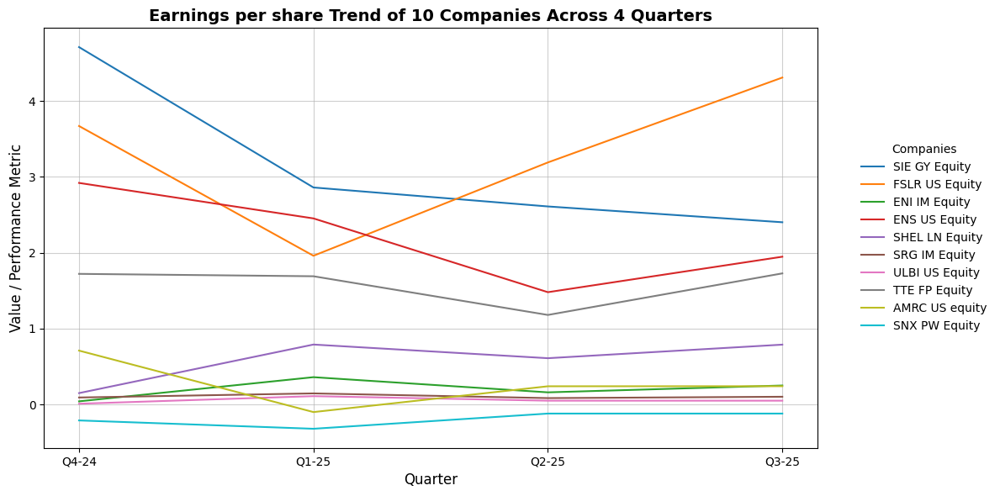 Earnings per share Trend of 10 Companies Across 4 Quarters
Value / Performance Metric
4
3
2
1
0
Q4-24 Q1-25 Q2-25 Q3-25
Quarter
Companies
SIE GY Equity
FSLR US Equity
ENI IM Equity
ENS US Equity
SHEL LN Equity
SRG IM Equity
ULBI US Equity
TTE FP Equity
AMRC US equity
SNX PW Equity